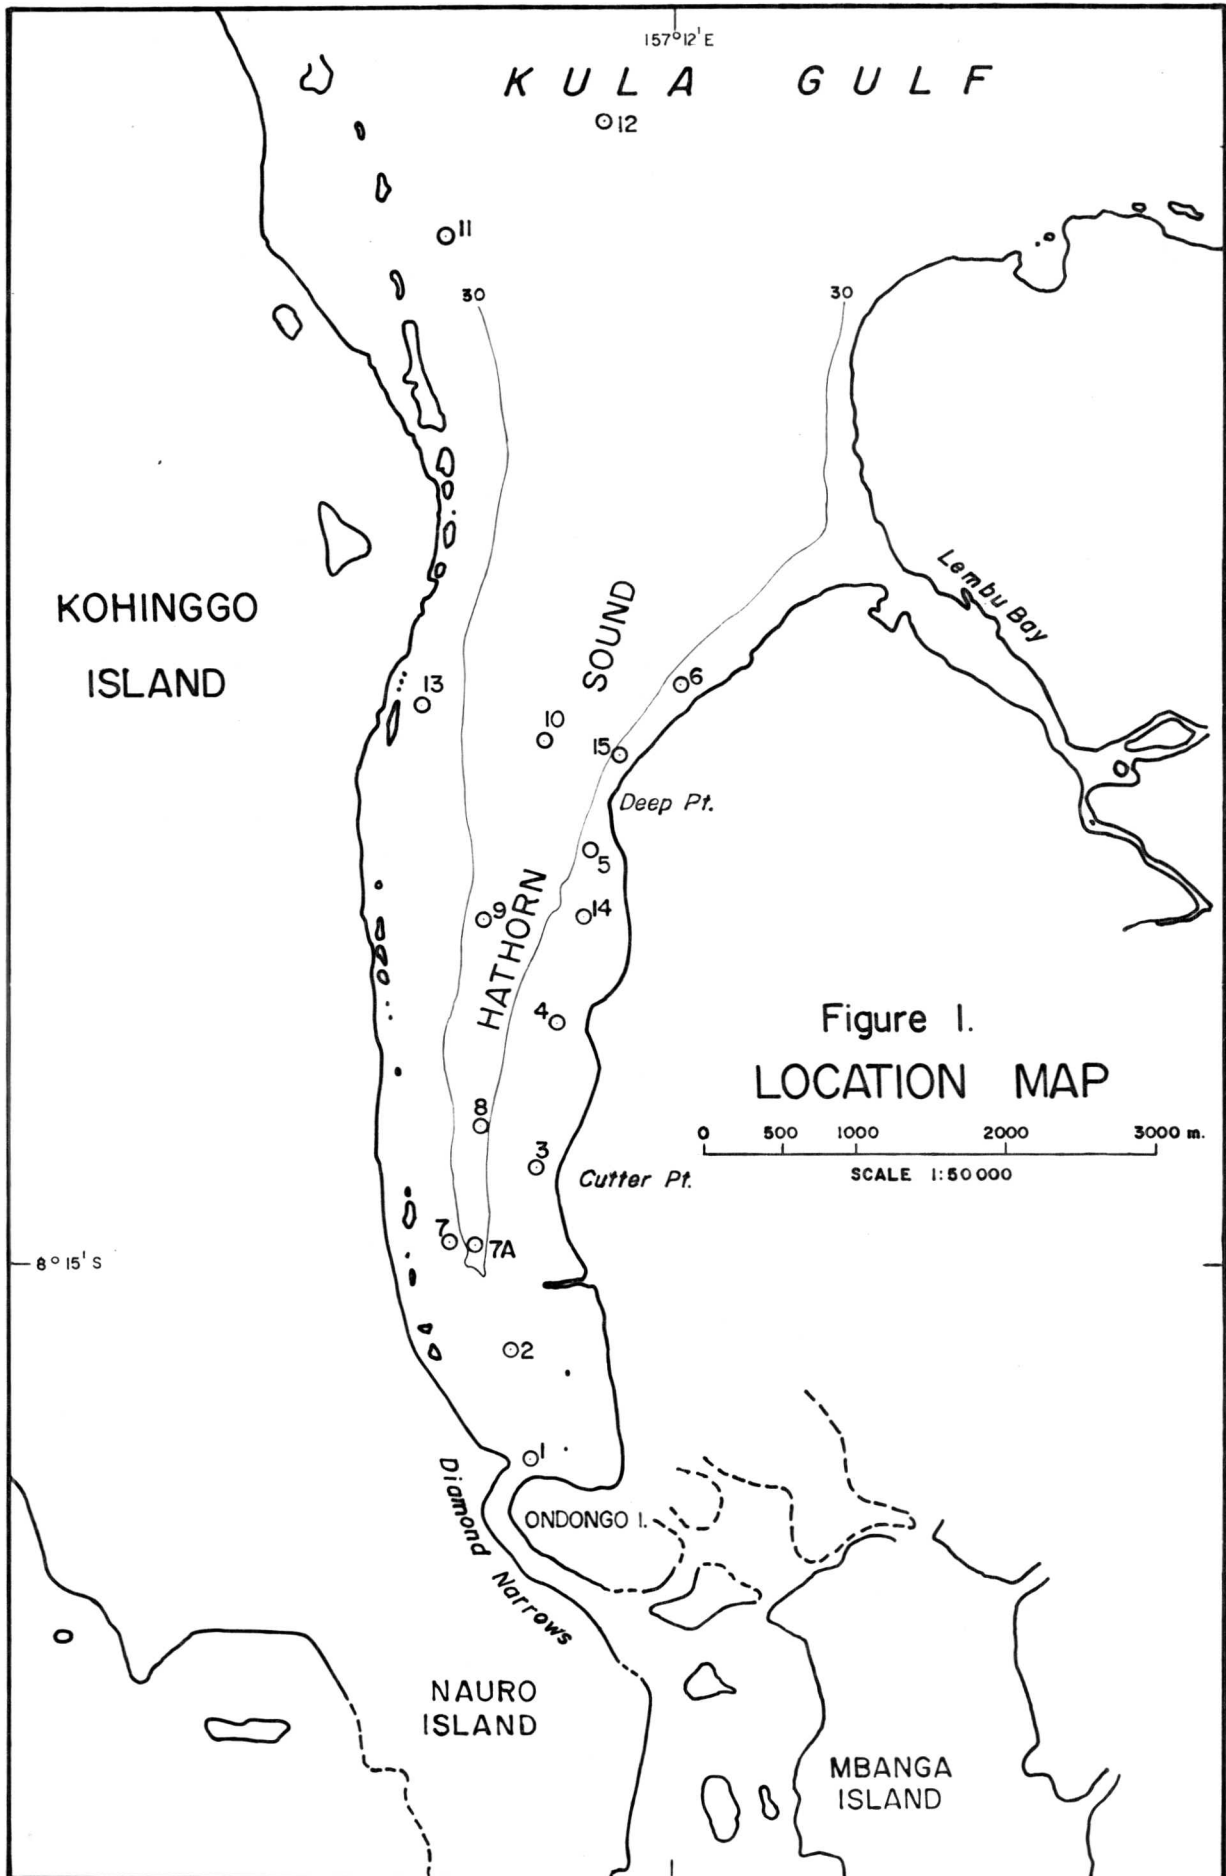 157°12'E
KULA GULF
12
11
30
30
Lembu Bay
KOHINGGO
ISLAND
SOUND
6
13
10
15
Deep Pt.
5
9
14
HATHORN
4
Figure 1.
LOCATION MAP
8
0 500 1000 2000 3000 m.
3
SCALE 1:50000
Cutter Pt.
7
7A
8°15'S
2
1
Diamond Narrows
ONDONGO I.
NAURO
ISLAND
MBANGA
ISLAND